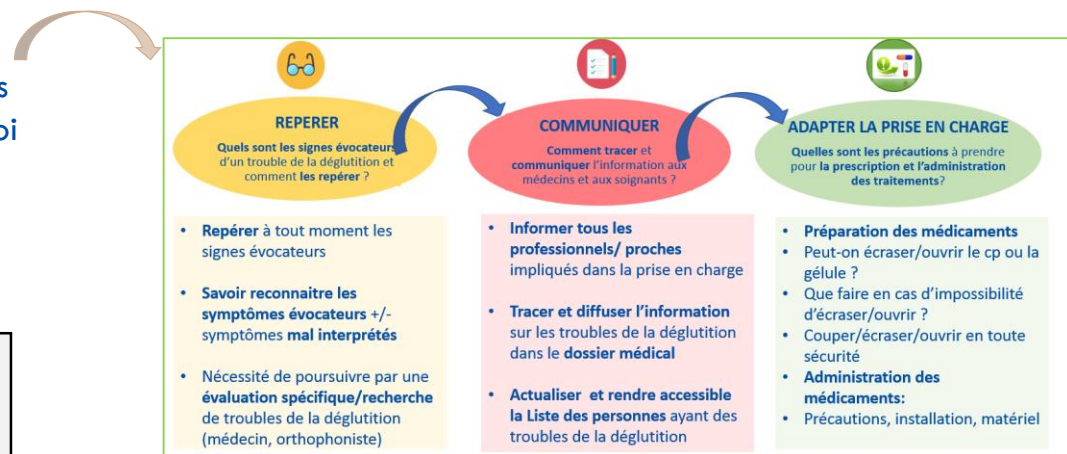 s
oi
REPERER
Quels sont les signes évocateurs
d'un trouble de la déglutition et
comment les repérer ?
COMMUNIQUER
Comment tracer et
communiquer l'information aux
médecins et aux soignants ?
ADAPTER LA PRISE EN CHARGE
Quelles sont les précautions à prendre
pour la prescription et l'administration
des traitements?
• Repérer à tout moment les
signes évocateurs
• Savoir reconnaitre les
symptômes évocateurs +/-
symptômes mal interprétés
• Nécessité de poursuivre par une
évaluation spécifique/recherche
de troubles de la déglutition
(médecin, orthophoniste)
• Informer tous les
professionnels/ proches
impliqués dans la prise en charge
• Tracer et diffuser l'information
sur les troubles de la déglutition
dans le dossier médical
• Actualiser et rendre accessible
la Liste des personnes ayant des
troubles de la déglutition
• Préparation des médicaments
• Peut-on écraser/ouvrir le cp ou la
gélule ?
• Que faire en cas d'impossibilité
d'écraser/ouvrir ?
• Couper/écraser/ouvrir en toute
sécurité
• Administration des
médicaments:
• Précautions, installation, matériel